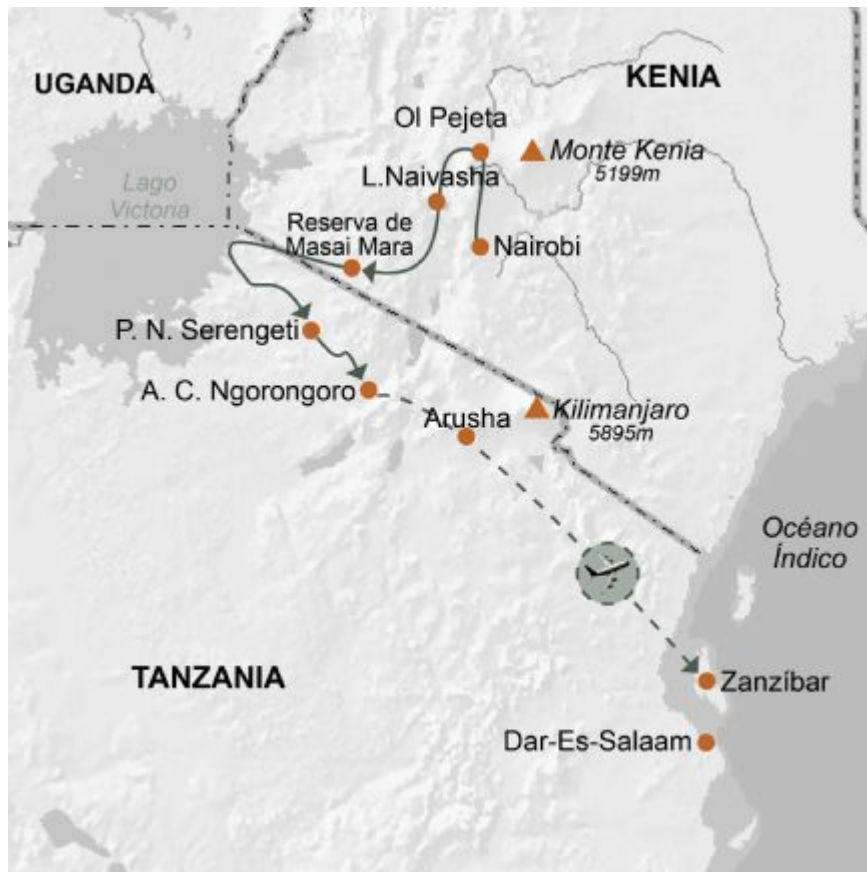 UGANDA
KENIA
Ol Pejeta
Monte Kenia
5199m
L.Naivasha
Lago
Victoria
Reserva de
Masai Mara
Nairobi
P. N. Serengeti
A. C. Ngorongoro
Kilimanjaro
5895m
Arusha
Océano
Índico
TANZANIA
Zanzíbar
Dar-Es-Salaam